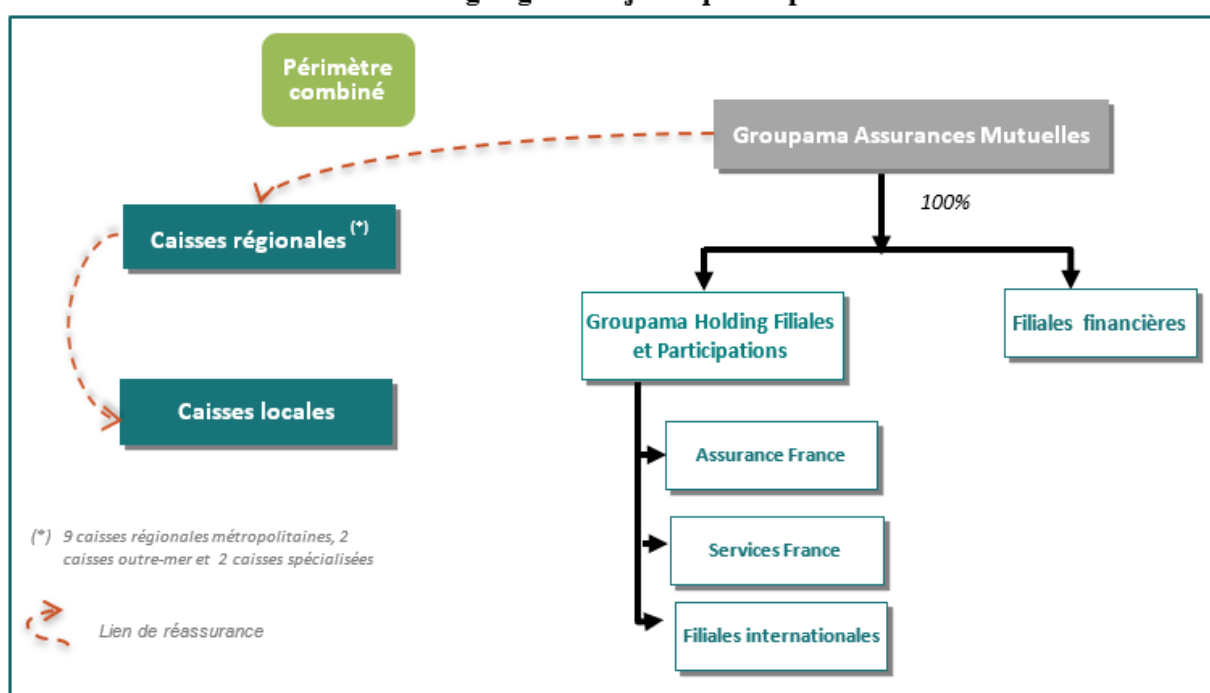 Périmètre
combiné
Groupama Assurances Mutuelles
100%
Caisses régionales (*)
Groupama Holding Filiales
et Participations
Filiales financières
Caisses locales
Assurance France
Services France
Filiales internationales
(*) 9 caisses régionales métropolitaines, 2
caisses outre-mer et 2 caisses spécialisées
Lien de réassurance